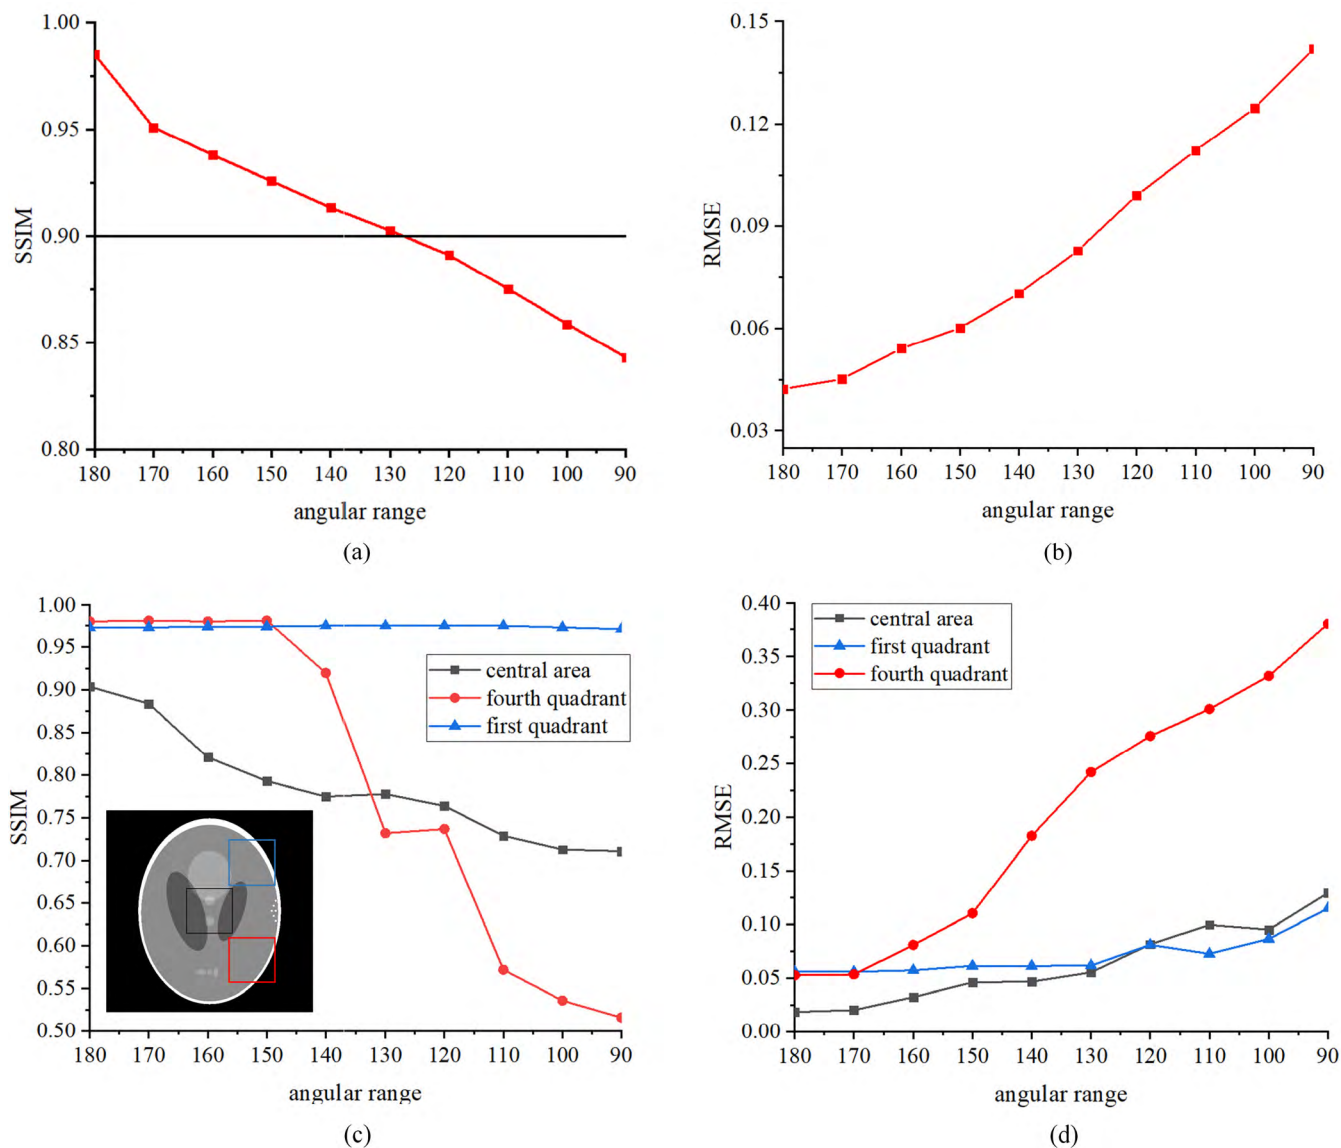 1.00
0.95
0.90
0.85
0.80
SSIM
180 170 160 150 140 130 120 110 100 90
angular range
(a)
0.15
0.12
0.09
0.06
0.03
RMSE
180 170 160 150 140 130 120 110 100 90
angular range
(b)
1.00
0.95
0.90
0.85
0.80
0.75
0.70
0.65
0.60
0.55
0.50
SSIM
central area
fourth quadrant
first quadrant
180 170 160 150 140 130 120 110 100 90
angular range
(c)
0.40
0.35
0.30
0.25
0.20
0.15
0.10
0.05
0.00
RMSE
central area
first quadrant
fourth quadrant
180 170 160 150 140 130 120 110 100 90
angular range
(d)